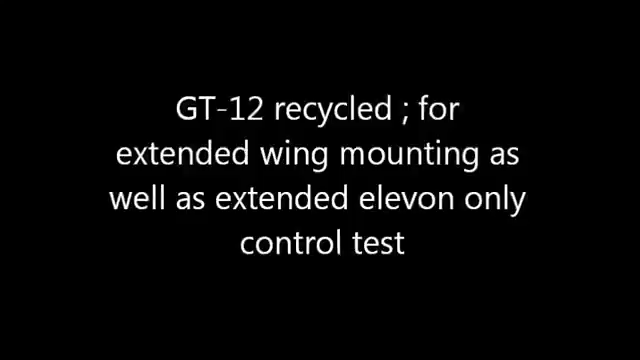 GT-12 recycled ; for
extended wing mounting as
well as extended elevon only
control test